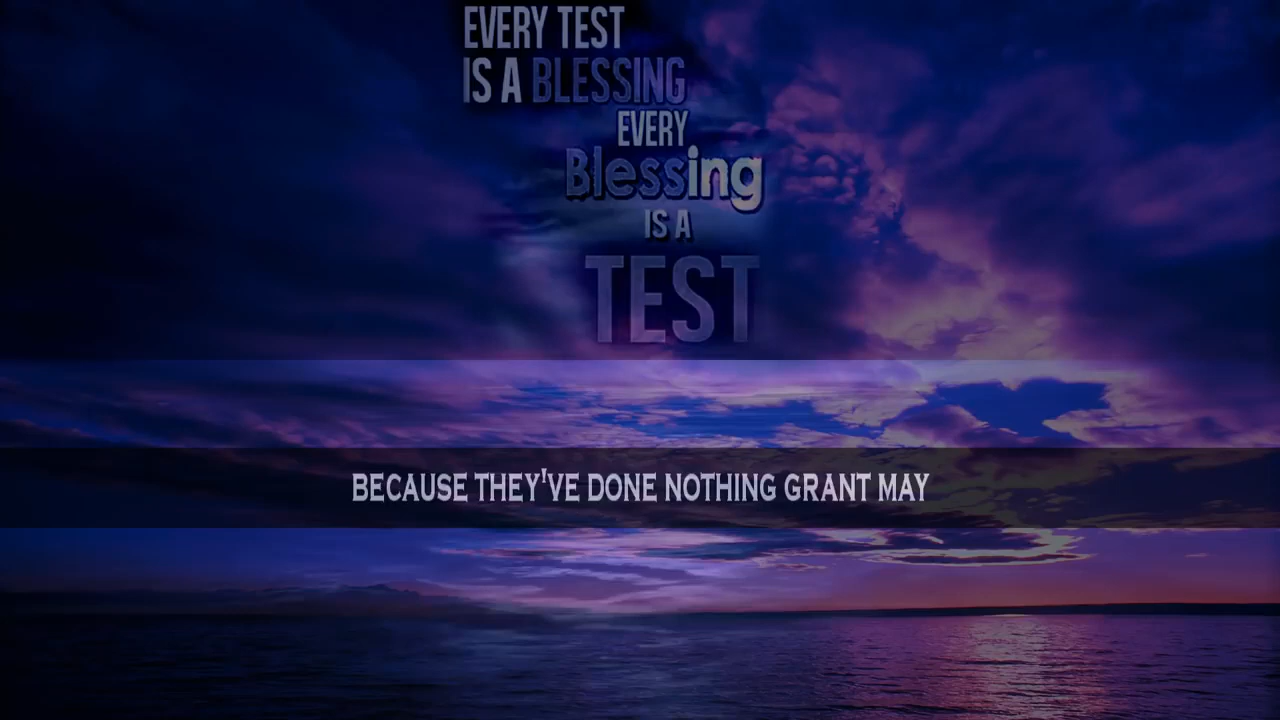 EVERY TEST
IS A BLESSING
EVERY
Blessing
IS A
TEST
BECAUSE THEY'VE DONE NOTHING GRANT MAY